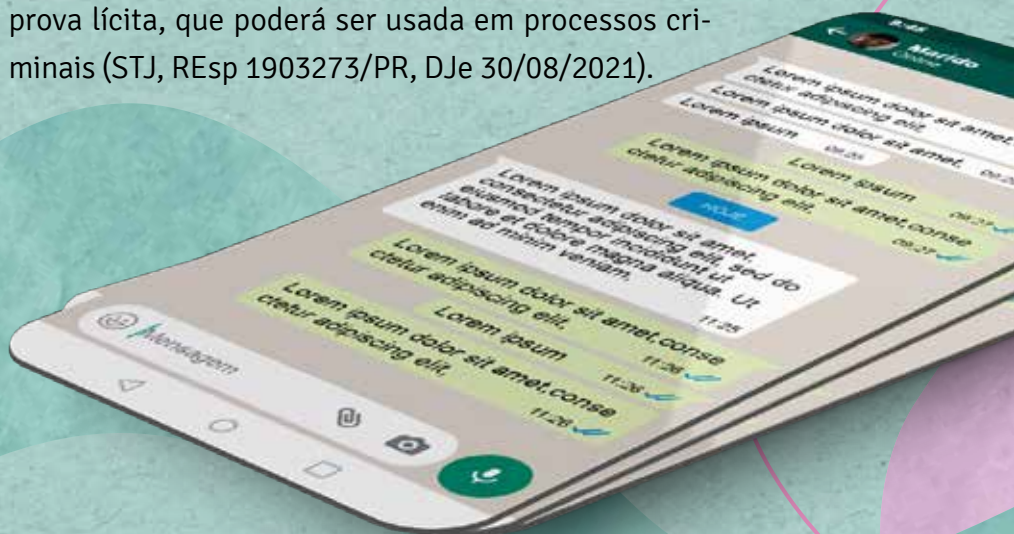 prova lícita, que poderá ser usada em processos cri-
minais (STJ, REsp 1903273/PR, DJe 30/08/2021).
Marido
Online
Lorem ipsum dolor sit amet,
ctetur adipiscing elit,
Lorem ipsum dolor sit amet,
Lorem ipsum
Lorem ipsum
Lorem ipsum dolor sit amet,conse
ctetur adipiscing elit.
09:27
HOJE
Lorem ipsum dolor sit amet,
consectetur adipiscing elit, sed do
eiusmod tempor incididunt ut
labore et dolore magna aliqua. Ut
enim ad minim veniam,
11:25
Lorem ipsum dolor sit amet,conse
ctetur adipiscing elit.
11:26
Lorem ipsum
11:26
Lorem ipsum dolor sit amet,conse
ctetur adipiscing elit.
11:26
Mensagem